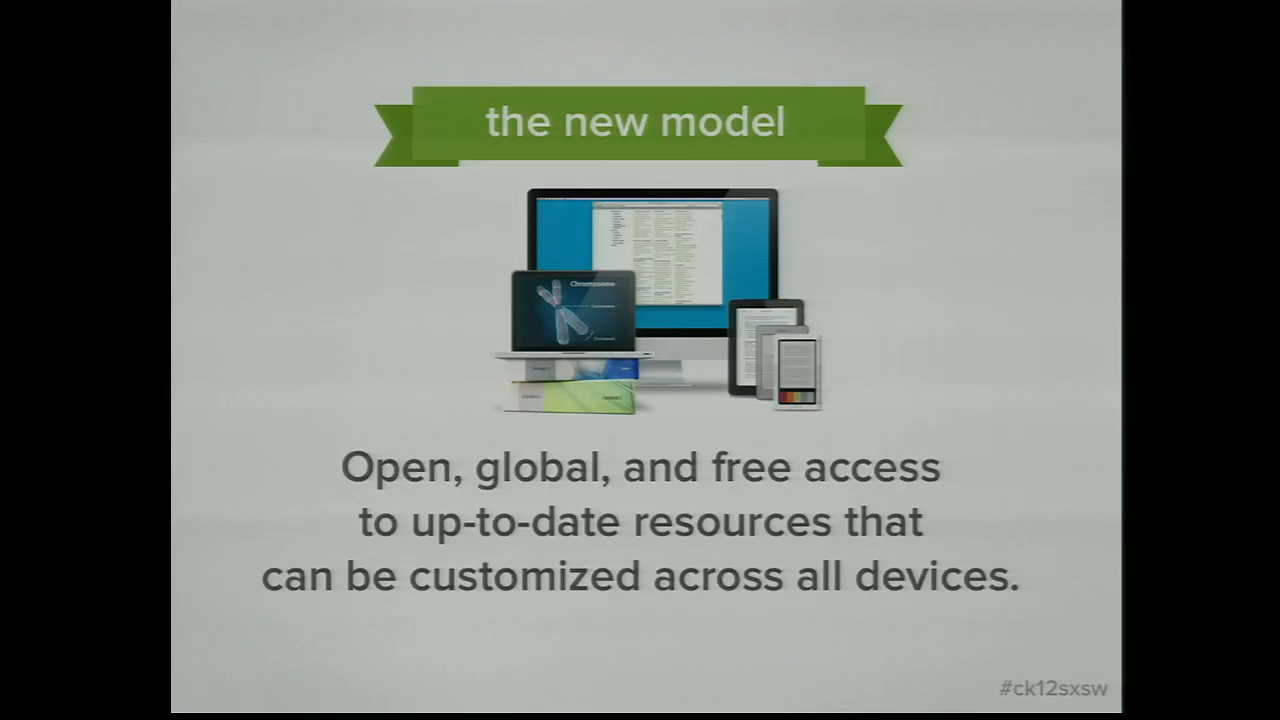 the new model
Chromosome
Open, global, and free access
to up-to-date resources that
can be customized across all devices.
#ck12sxsw